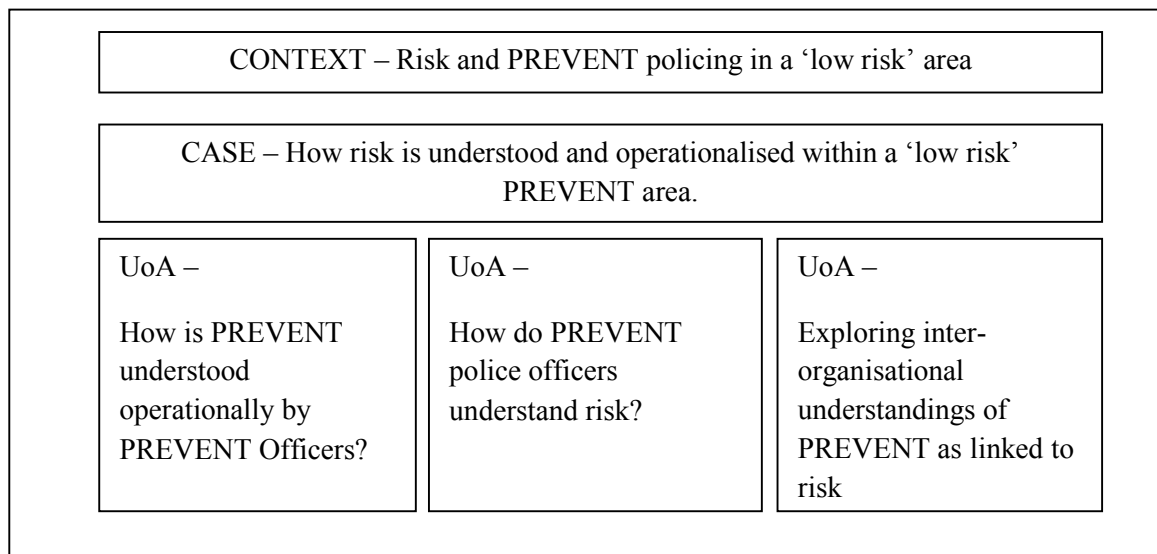 CONTEXT – Risk and PREVENT policing in a ‘low risk’ area
CASE – How risk is understood and operationalised within a ‘low risk’
PREVENT area.
UoA –
How is PREVENT
understood
operationally by
PREVENT Officers?
UoA –
How do PREVENT
police officers
understand risk?
UoA –
Exploring inter-
organisational
understandings of
PREVENT as linked to
risk